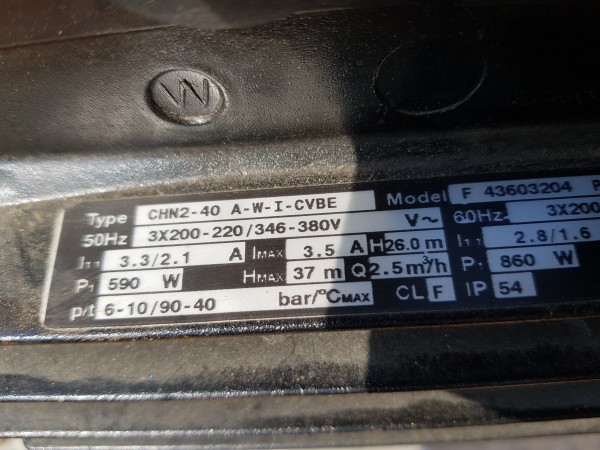 W
Type CHN2-40 A-W-I-CVBE Model F 43603204 P
50Hz 3X200-220/346-380V V~ 60Hz 3X200
I1/1 3.3/2.1 A IMAX 3.5 A H 26.0 m I1/1 2.8/1.6
P1 590 W HMAX 37 m Q 2.5 m³/h P1 860 W
p/t 6-10/90-40 bar/°CMAX CL F IP 54